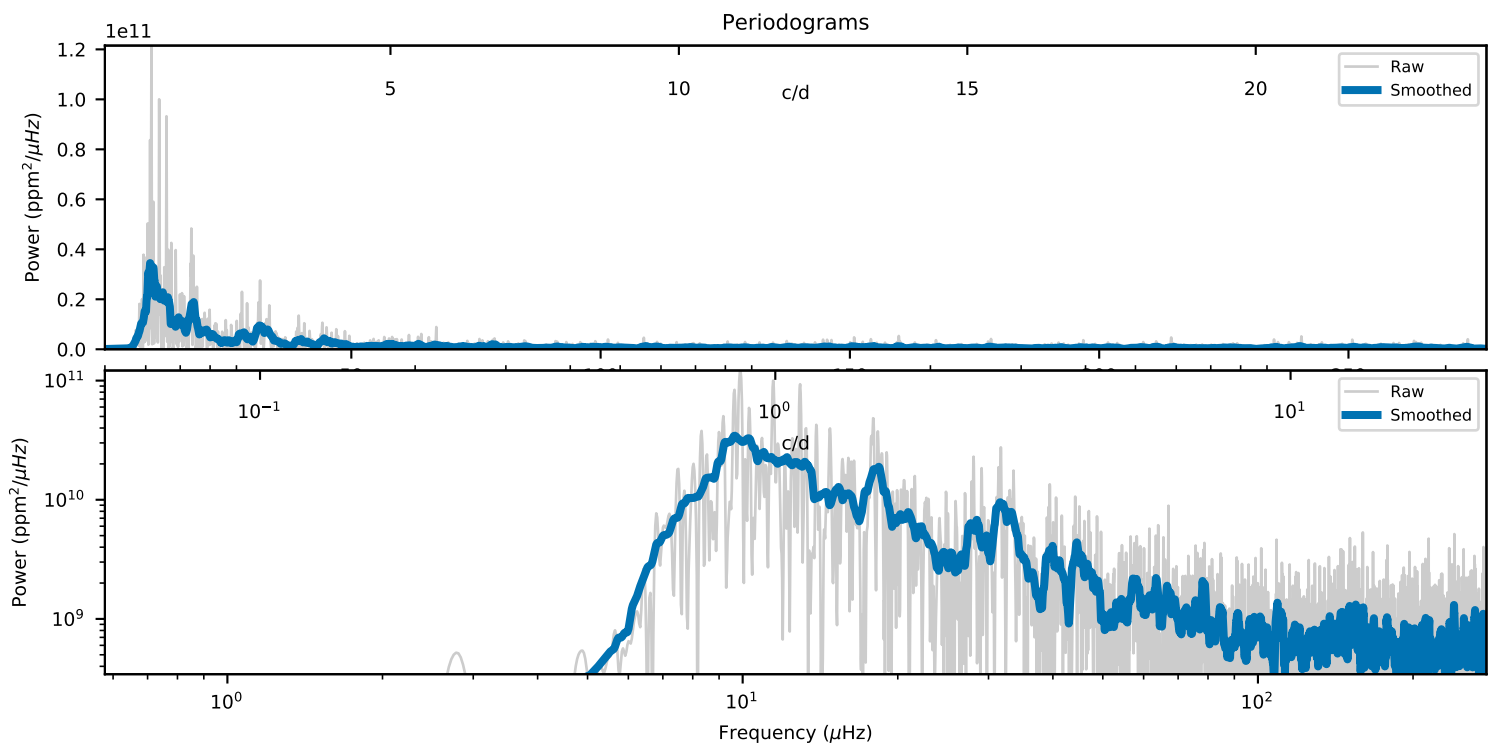 Periodograms
1e11
1.2
1.0
0.8
0.6
0.4
0.2
0.0
Power (ppm²/μHz)
5 10 15 20
c/d
Raw
Smoothed
10¹¹
10¹⁰
10⁹
Power (ppm²/μHz)
10⁻¹ 10⁰ 10¹
c/d
Raw
Smoothed
10⁰ 10¹ 10²
Frequency (μHz)